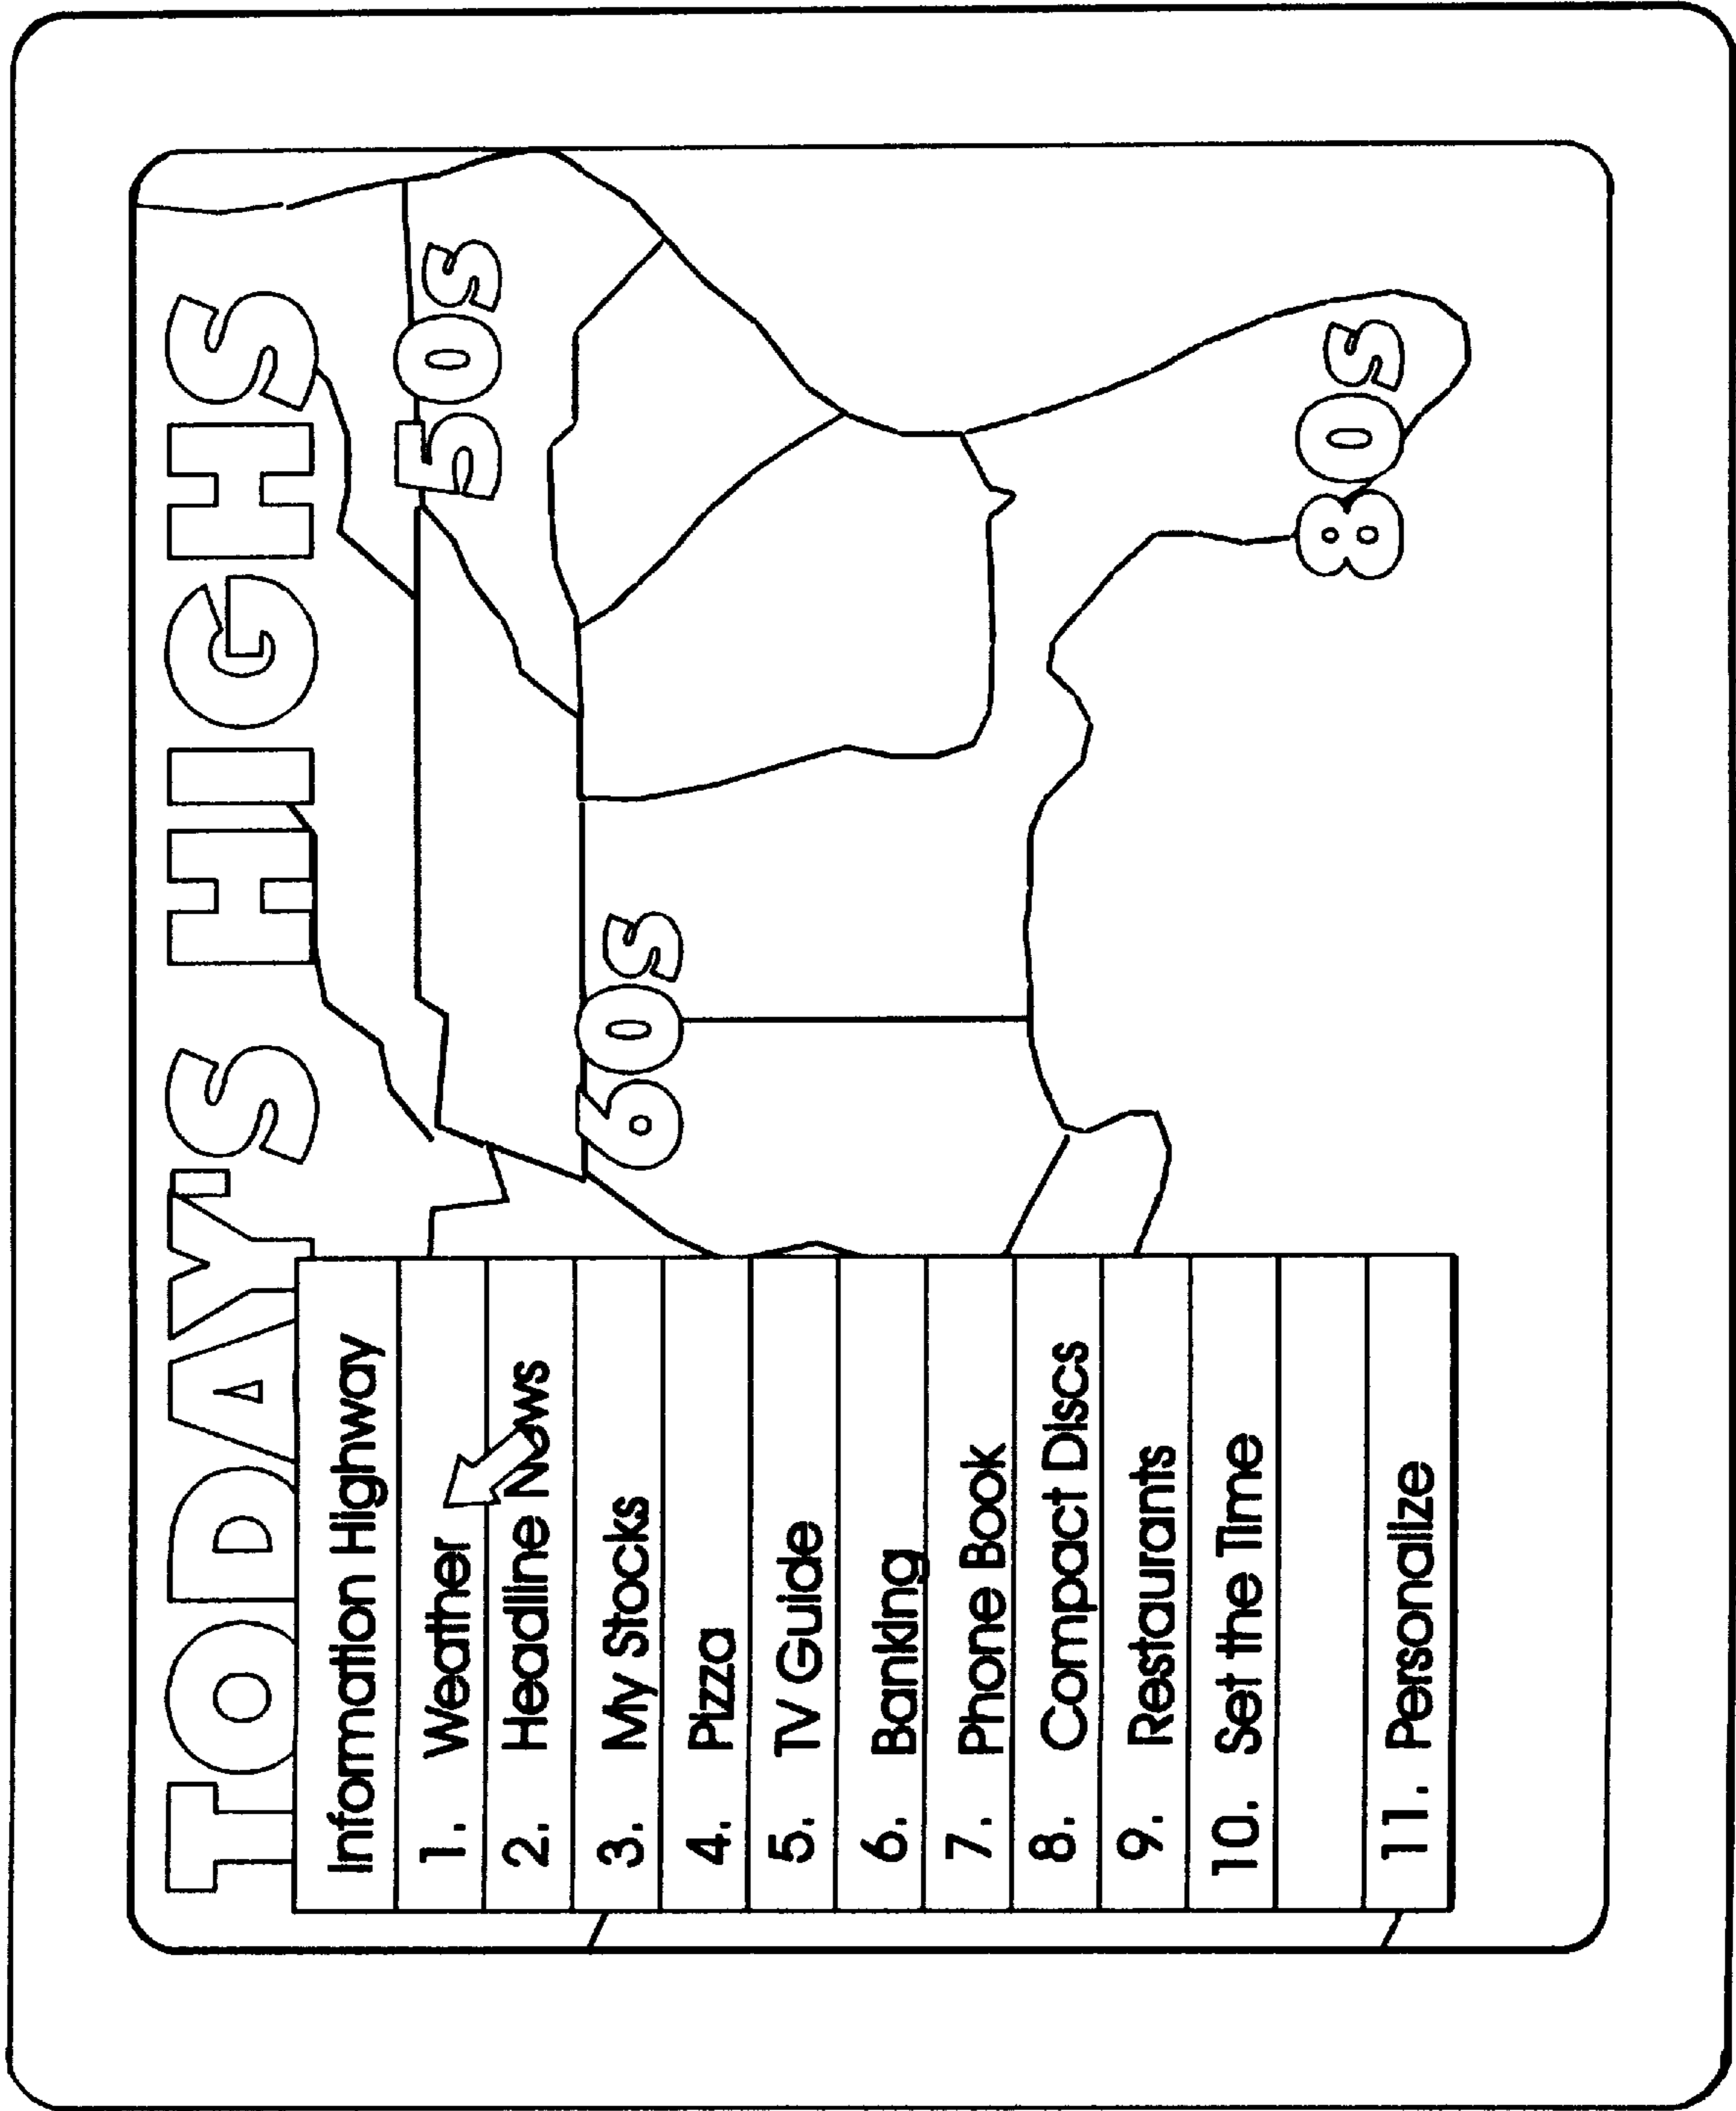 TODAY'S HIGHS
50s
60s
80s
Information Highway
1. Weather
2. Headline News
3. My Stocks
4. Pizza
5. TV Guide
6. Banking
7. Phone Book
8. Compact Discs
9. Restaurants
10. Set the Time
11. Personalize